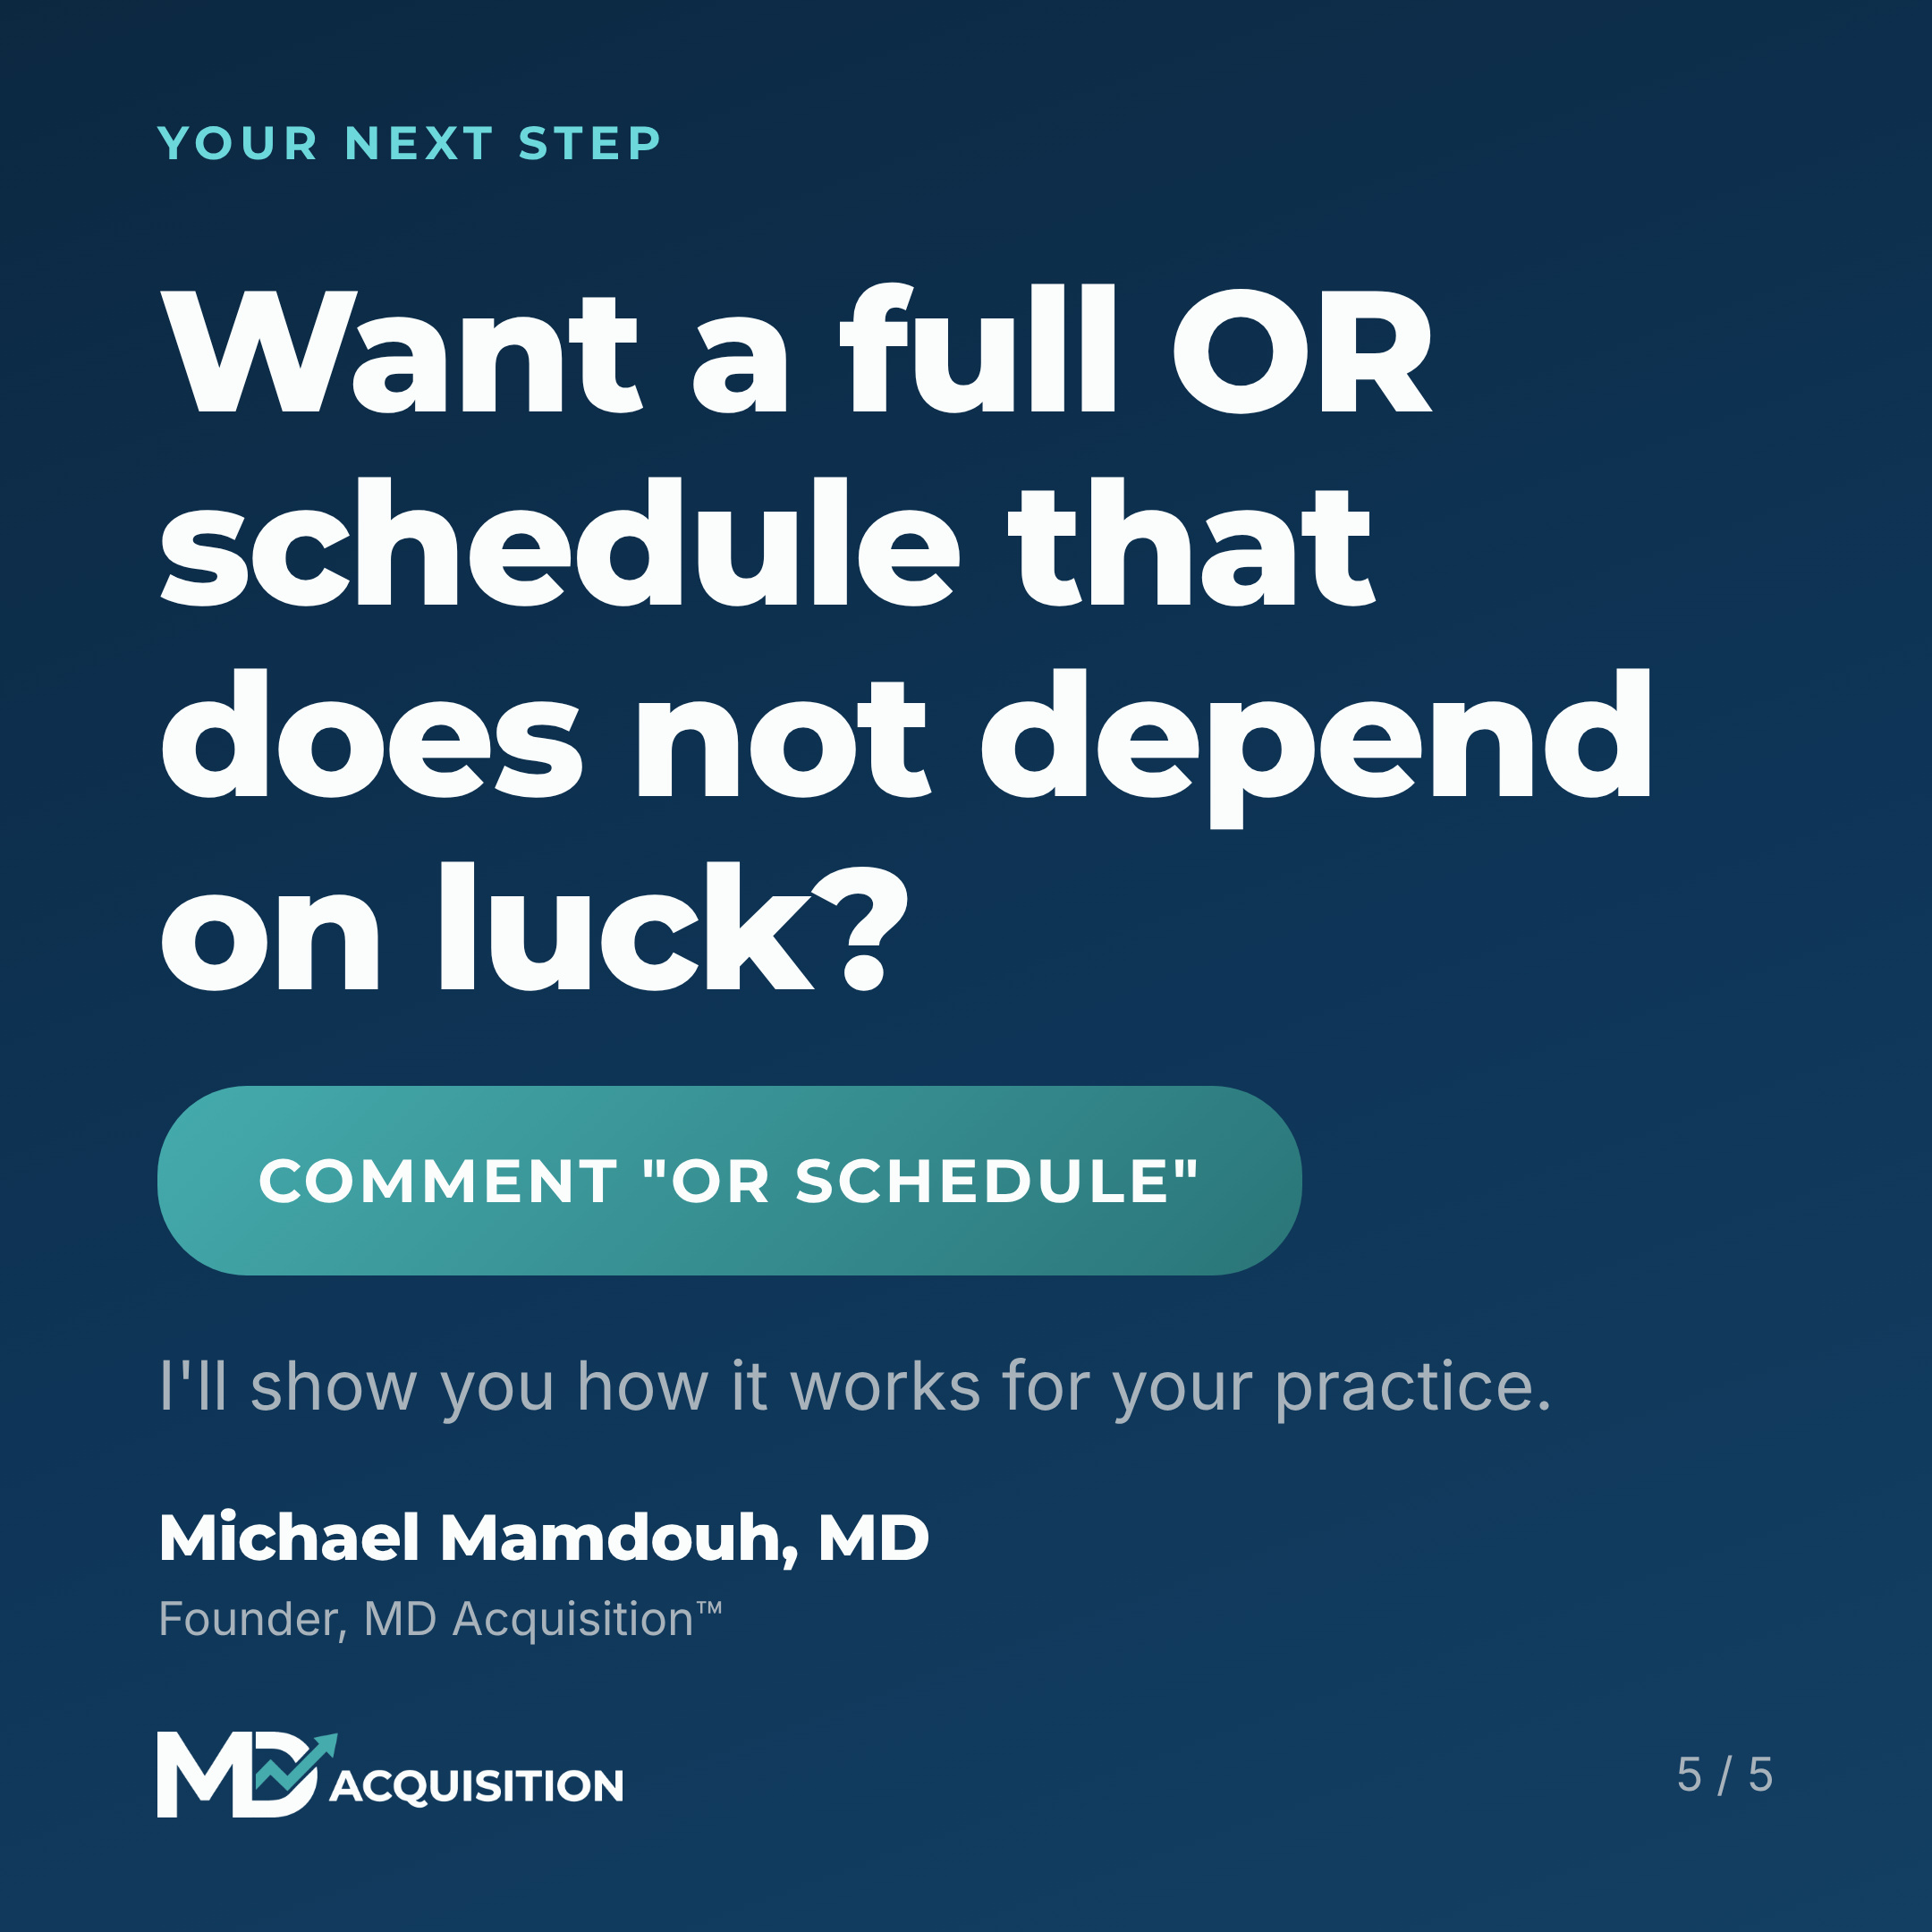 YOUR NEXT STEP
Want a full OR
schedule that
does not depend
on luck?
COMMENT "OR SCHEDULE"
I'll show you how it works for your practice.
Michael Mamdouh, MD
Founder, MD Acquisition™
MD ACQUISITION
5 / 5